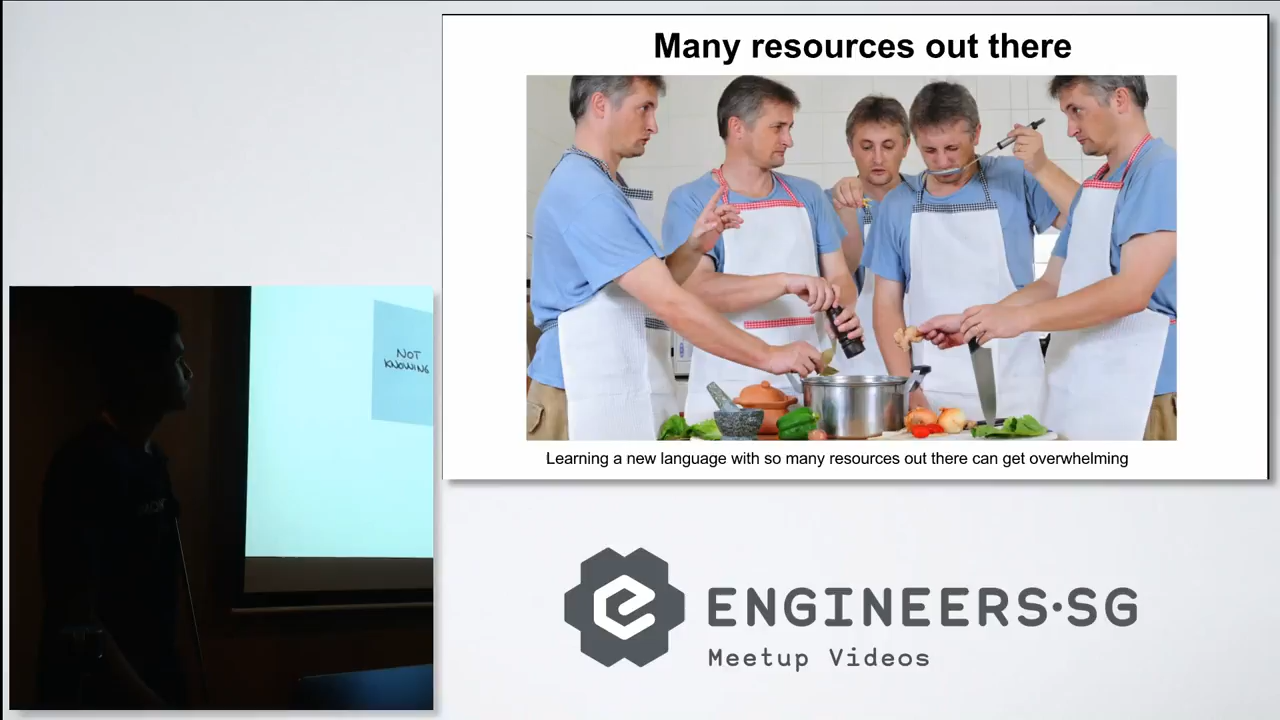 Many resources out there
Learning a new language with so many resources out there can get overwhelming
NOT
KNOWING
ENGINEERS·SG
Meetup Videos